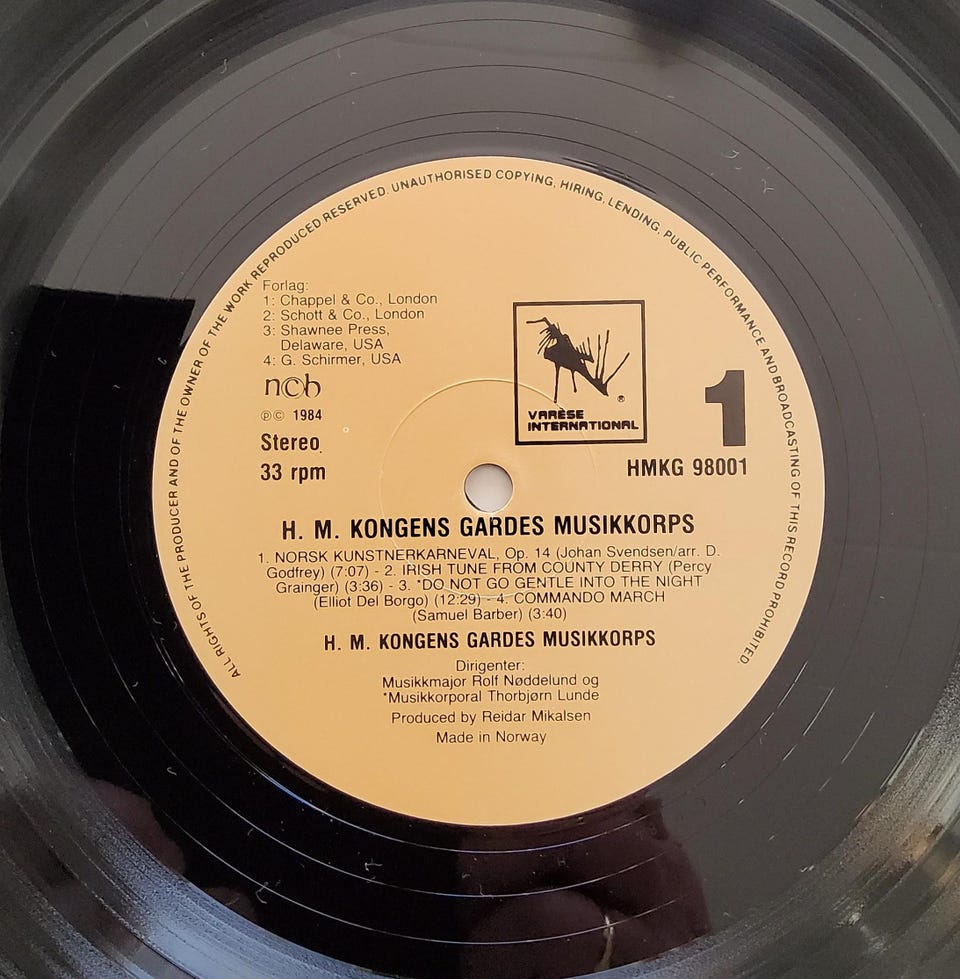 ALL RIGHTS OF THE PRODUCER AND OF THE OWNER OF THE WORK REPRODUCED RESERVED. UNAUTHORISED COPYING, HIRING, LENDING, PUBLIC PERFORMANCE AND BROADCASTING OF THIS RECORD PROHIBITED.
Forlag:
1: Chappel & Co., London
2: Schott & Co., London
3: Shawnee Press,
Delaware, USA
4: G. Schirmer, USA
ncb
℗© 1984
Stereo
33 rpm
®
VARÈSE
INTERNATIONAL
1
HMKG 98001
H. M. KONGENS GARDES MUSIKKORPS
1. NORSK KUNSTNERKARNEVAL, Op. 14 (Johan Svendsen/arr. D.
Godfrey) (7:07) - 2. IRISH TUNE FROM COUNTY DERRY (Percy
Grainger) (3:36) - 3. *DO NOT GO GENTLE INTO THE NIGHT
(Elliot Del Borgo) (12:29) - 4. COMMANDO MARCH
(Samuel Barber) (3:40)
H. M. KONGENS GARDES MUSIKKORPS
Dirigenter:
Musikkmajor Rolf Nøddelund og
*Musikkorporal Thorbjørn Lunde
Produced by Reidar Mikalsen
Made in Norway